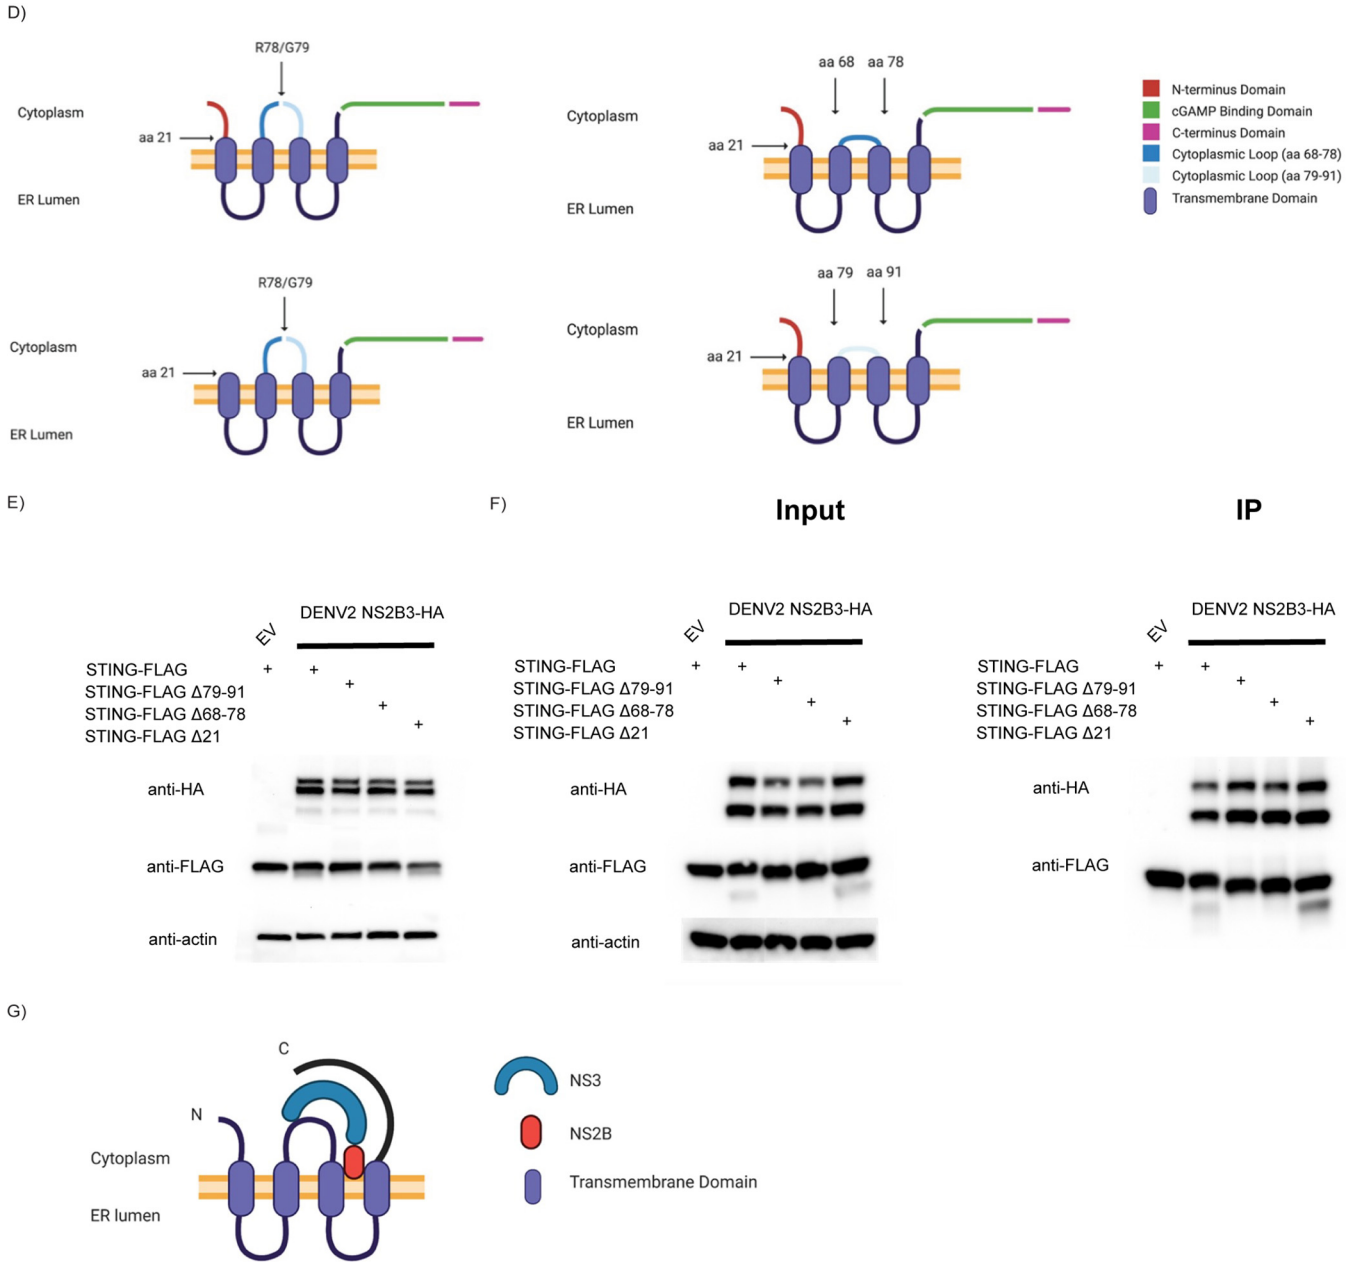 D)
R78/G79
Cytoplasm
aa 21
ER Lumen
aa 68 aa 78
Cytoplasm
aa 21
ER Lumen
N-terminus Domain
cGAMP Binding Domain
C-terminus Domain
Cytoplasmic Loop (aa 68-78)
Cytoplasmic Loop (aa 79-91)
Transmembrane Domain
R78/G79
Cytoplasm
aa 21
ER Lumen
aa 79 aa 91
Cytoplasm
aa 21
ER Lumen
E)
DENV2 NS2B3-HA
EV
STING-FLAG + +
STING-FLAG Δ79-91 +
STING-FLAG Δ68-78 +
STING-FLAG Δ21 +
anti-HA
anti-FLAG
anti-actin
F)
Input
DENV2 NS2B3-HA
EV
STING-FLAG + +
STING-FLAG Δ79-91 +
STING-FLAG Δ68-78 +
STING-FLAG Δ21 +
anti-HA
anti-FLAG
anti-actin
IP
DENV2 NS2B3-HA
EV
STING-FLAG + +
STING-FLAG Δ79-91 +
STING-FLAG Δ68-78 +
STING-FLAG Δ21 +
anti-HA
anti-FLAG
G)
C
N
Cytoplasm
ER lumen
NS3
NS2B
Transmembrane Domain